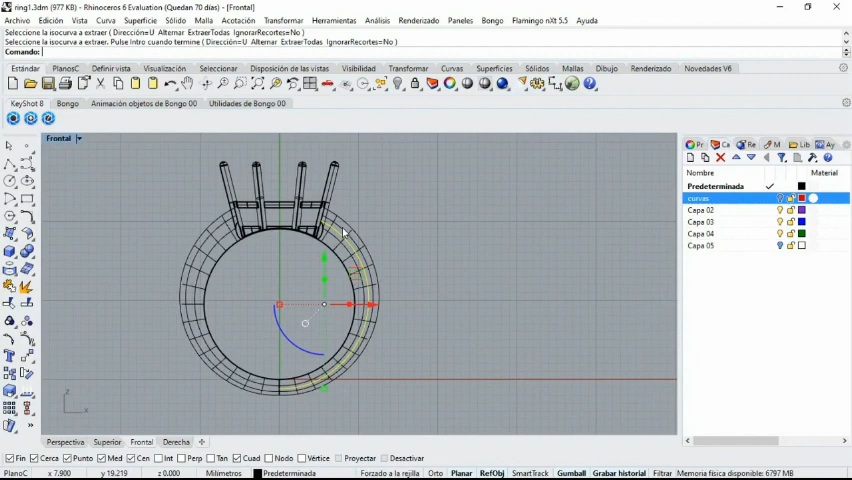 ring1.3dm (977 KB) - Rhinoceros 6 Evaluation (Quedan 70 días) - [Frontal]
Archivo Edición Vista Curva Superficie Sólido Malla Acotación Transformar Herramientas Análisis Renderizado Paneles Bongo Flamingo nXt 5.5 Ayuda
Seleccione la isocurva a extraer ( Dirección=U Alternar ExtraerTodas IgnorarRecortes=No )
Seleccione la isocurva a extraer. Pulse Intro cuando termine ( Dirección=U Alternar ExtraerTodas IgnorarRecortes=No )
Comando:
Estándar PlanosC Definir vista Visualización Seleccionar Disposición de las vistas Visibilidad Transformar Curvas Superficies Sólidos Mallas Dibujo Renderizado Novedades V6
KeyShot 8 Bongo Animación objetos de Bongo 00 Utilidades de Bongo 00
Frontal
Pr Ca Re M Lib Ay
Nombre Material
Predeterminada
curvas
Capa 02
Capa 03
Capa 04
Capa 05
z
x
Perspectiva Superior Frontal Derecha
Fin Cerca Punto Med Cen Int Perp Tan Cuad Nodo Vértice Proyectar Desactivar
PlanoC x 7.900 y 19.219 z 0.000 Milímetros Predeterminada Forzado a la rejilla Orto Planar RefObj SmartTrack Gumball Grabar historial Filtrar Memoria física disponible: 6797 MB